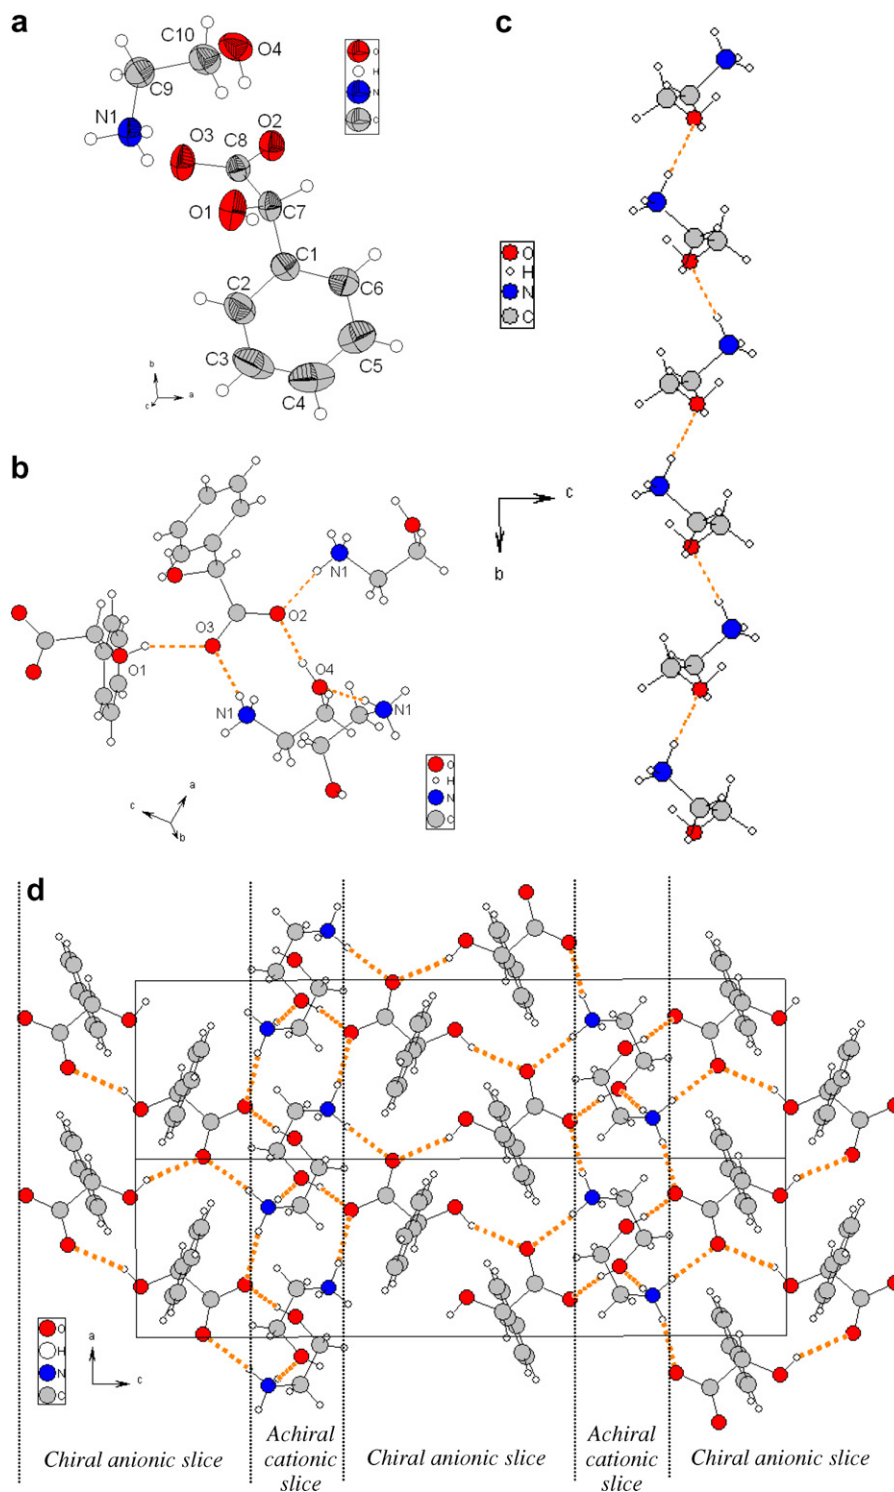 a
C10
O4
C9
N1
O3
C8
O2
O1
C7
C1
C2
C6
C3
C5
C4
b
a
c
O
H
N
C
b
N1
O2
O3
O1
O4
N1
N1
a
c
b
O
H
N
C
c
O
H
N
C
c
b
d
O
H
N
C
a
c
Chiral anionic slice
Achiral
cationic
slice
Chiral anionic slice
Achiral
cationic
slice
Chiral anionic slice